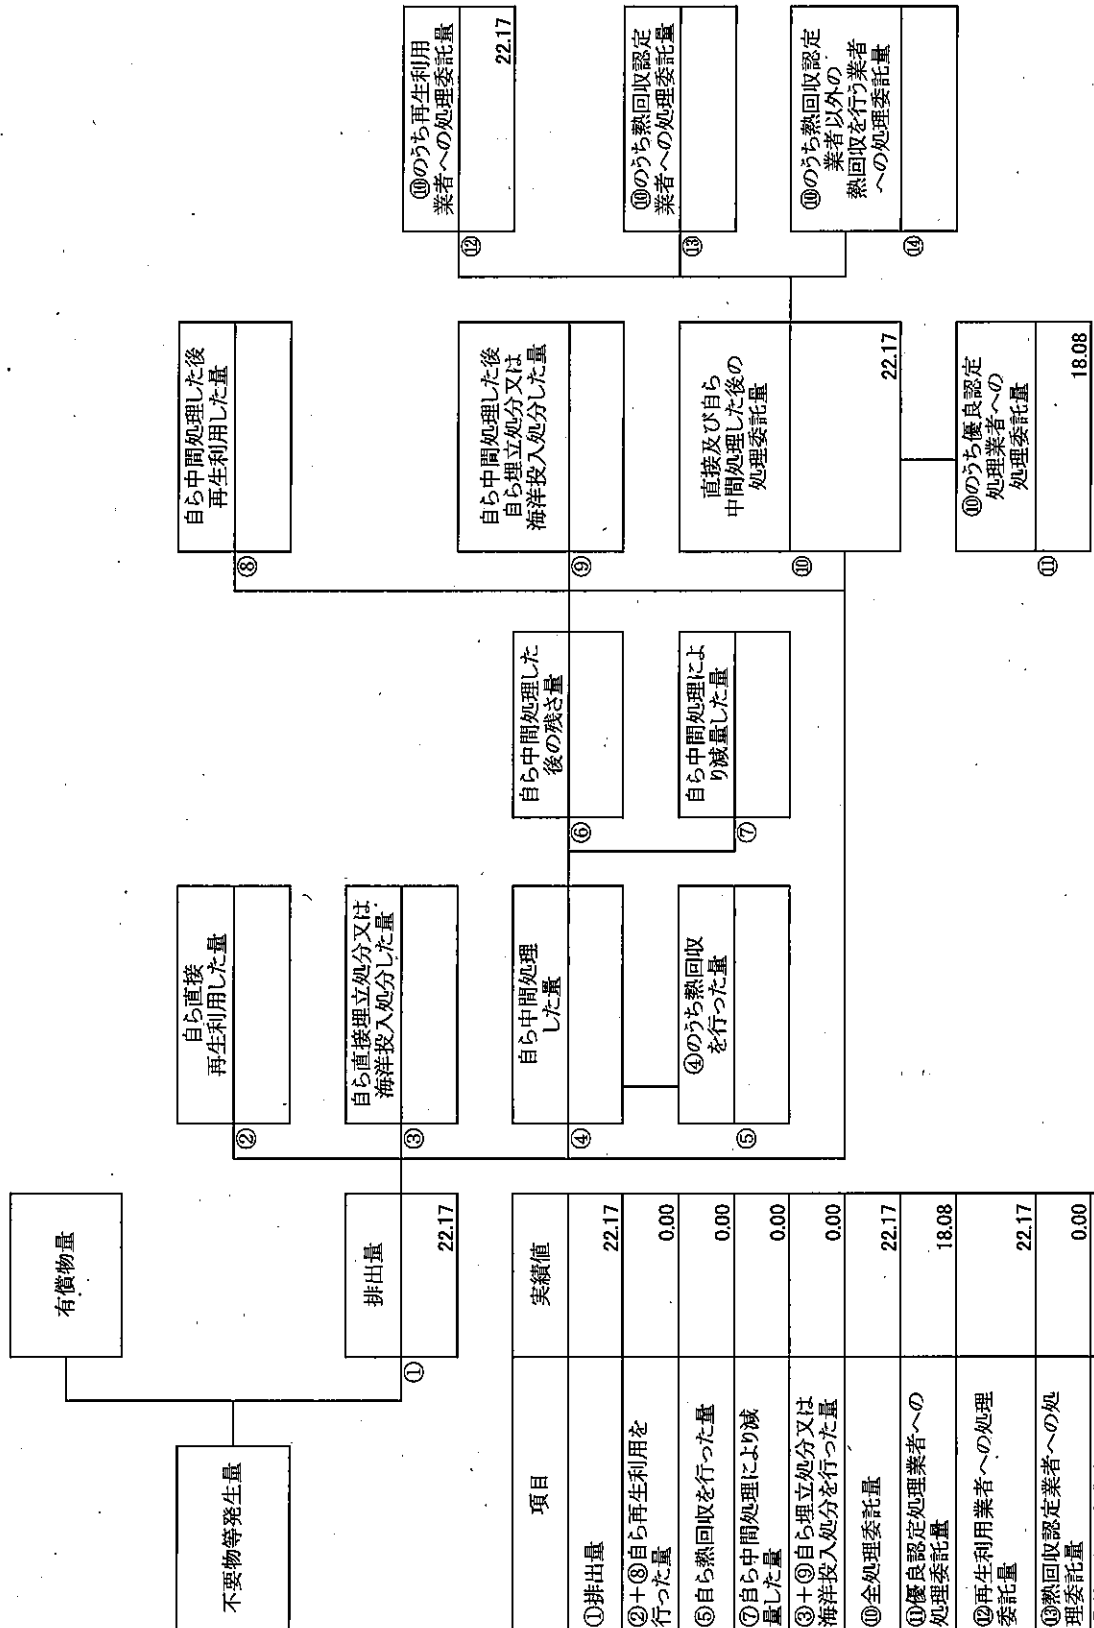 不要物等発生量
有償物量
排出量
①
22.17
自ら直接
再生利用した量
②
自ら直接埋立処分又は
海洋投入処分した量
③
自ら中間処理
した量
④
④のうち熱回収
を行った量
⑤
自ら中間処理した
後の残さ量
⑥
自ら中間処理によ
り減量した量
⑦
自ら中間処理した後
再生利用した量
⑧
自ら中間処理した後
自ら埋立処分又は
海洋投入処分した量
⑨
直接及び自ら
中間処理した後の
処理委託量
⑩
22.17
⑩のうち優良認定
処理業者への
処理委託量
⑪
18.08
⑩のうち再生利用
業者への処理委託量
⑫
22.17
⑩のうち熱回収認定
業者への処理委託量
⑬
⑩のうち熱回収認定
業者以外の
熱回収を行う業者
への処理委託量
⑭
項目 実績値
①排出量 22.17
②+⑧自ら再生利用を
行った量 0.00
⑤自ら熱回収を行った量 0.00
⑦自ら中間処理により減
量した量 0.00
③+⑨自ら埋立処分又は
海洋投入処分を行った量 0.00
⑩全処理委託量 22.17
⑪優良認定処理業者への
処理委託量 18.08
⑫再生利用業者への処理
委託量 22.17
⑬熱回収認定業者への処
理委託量 0.00